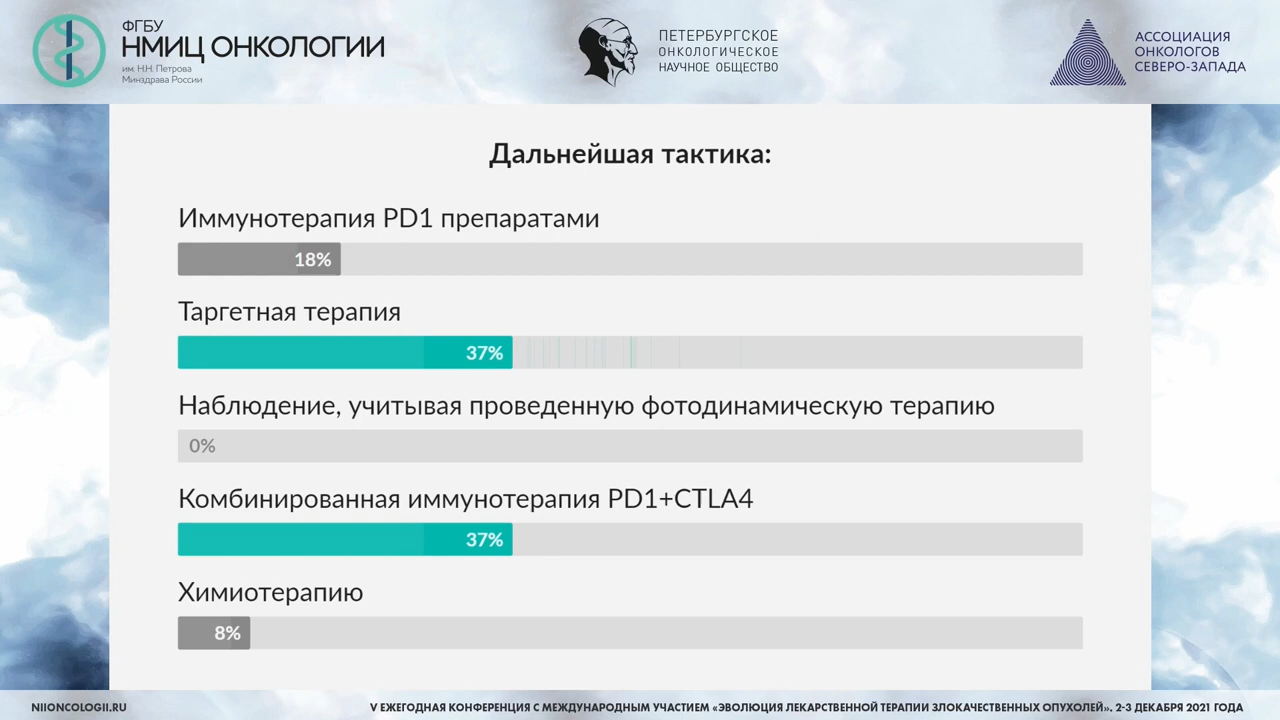 ФГБУ
НМИЦ ОНКОЛОГИИ
им. Н.Н. Петрова
Минздрава России
ПЕТЕРБУРГСКОЕ
ОНКОЛОГИЧЕСКОЕ
НАУЧНОЕ ОБЩЕСТВО
АССОЦИАЦИЯ
ОНКОЛОГОВ
СЕВЕРО-ЗАПАДА
Дальнейшая тактика:
Иммунотерапия PD1 препаратами
18%
Таргетная терапия
37%
Наблюдение, учитывая проведенную фотодинамическую терапию
0%
Комбинированная иммунотерапия PD1+CTLA4
37%
Химиотерапию
8%
NIIONCOLOGII.RU
V ЕЖЕГОДНАЯ КОНФЕРЕНЦИЯ С МЕЖДУНАРОДНЫМ УЧАСТИЕМ «ЭВОЛЮЦИЯ ЛЕКАРСТВЕННОЙ ТЕРАПИИ ЗЛОКАЧЕСТВЕННЫХ ОПУХОЛЕЙ». 2-3 ДЕКАБРЯ 2021 ГОДА